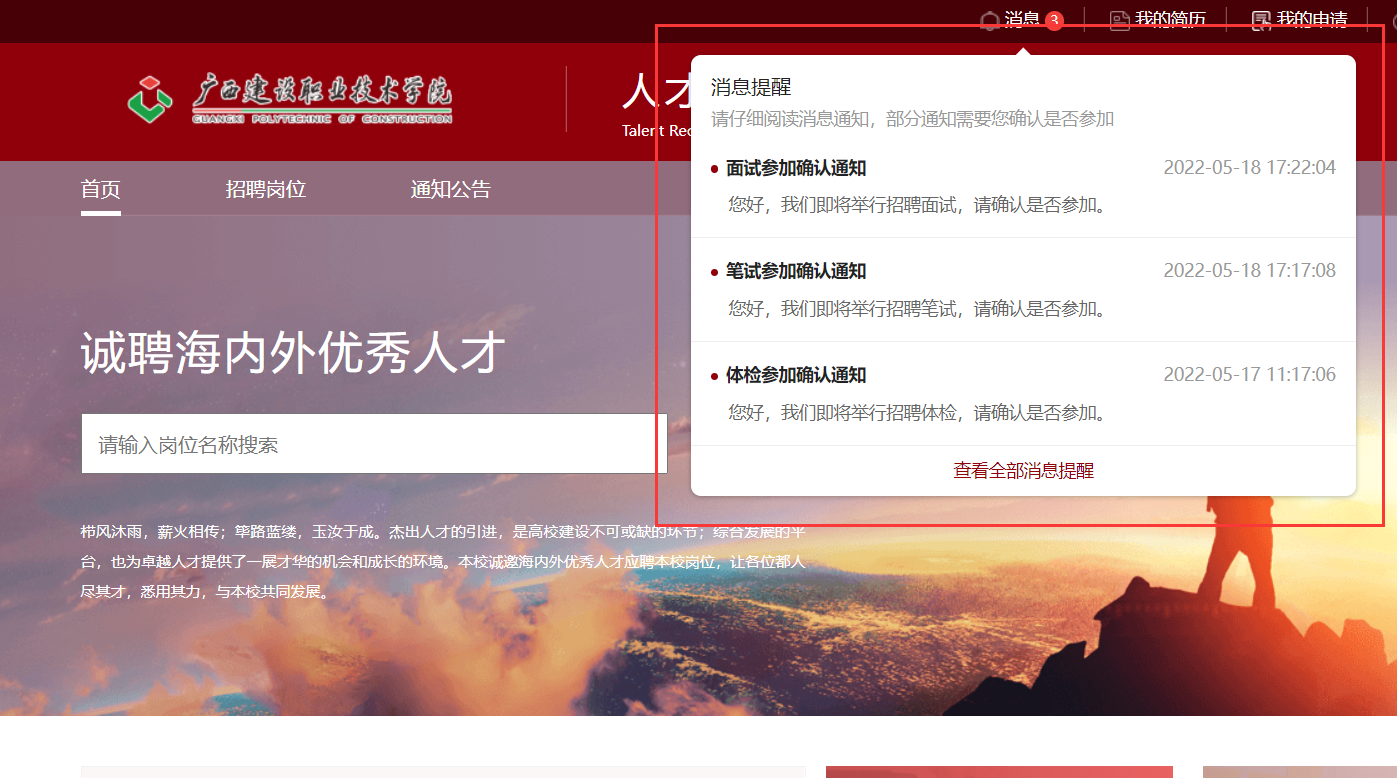 消息 3 我的简历 我的申请
广西建设职业技术学院
GUANGXI POLYTECHNIC OF CONSTRUCTION
人才
Talent Rec
消息提醒
请仔细阅读消息通知，部分通知需要您确认是否参加
面试参加确认通知 2022-05-18 17:22:04
您好，我们即将举行招聘面试，请确认是否参加。
笔试参加确认通知 2022-05-18 17:17:08
您好，我们即将举行招聘笔试，请确认是否参加。
体检参加确认通知 2022-05-17 11:17:06
您好，我们即将举行招聘体检，请确认是否参加。
查看全部消息提醒
首页 招聘岗位 通知公告
诚聘海内外优秀人才
请输入岗位名称搜索
栉风沐雨，薪火相传；筚路蓝缕，玉汝于成。杰出人才的引进，是高校建设不可或缺的环节；综合发展的平
台，也为卓越人才提供了一展才华的机会和成长的环境。本校诚邀海内外优秀人才应聘本校岗位，让各位都人
尽其才，悉用其力，与本校共同发展。